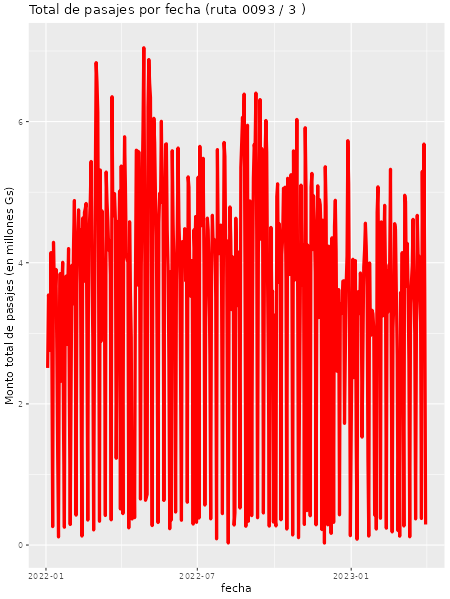 Total de pasajes por fecha (ruta 0093 / 3 )
Monto total de pasajes (en millones Gs)
6
4
2
0
2022-01
2022-07
2023-01
fecha